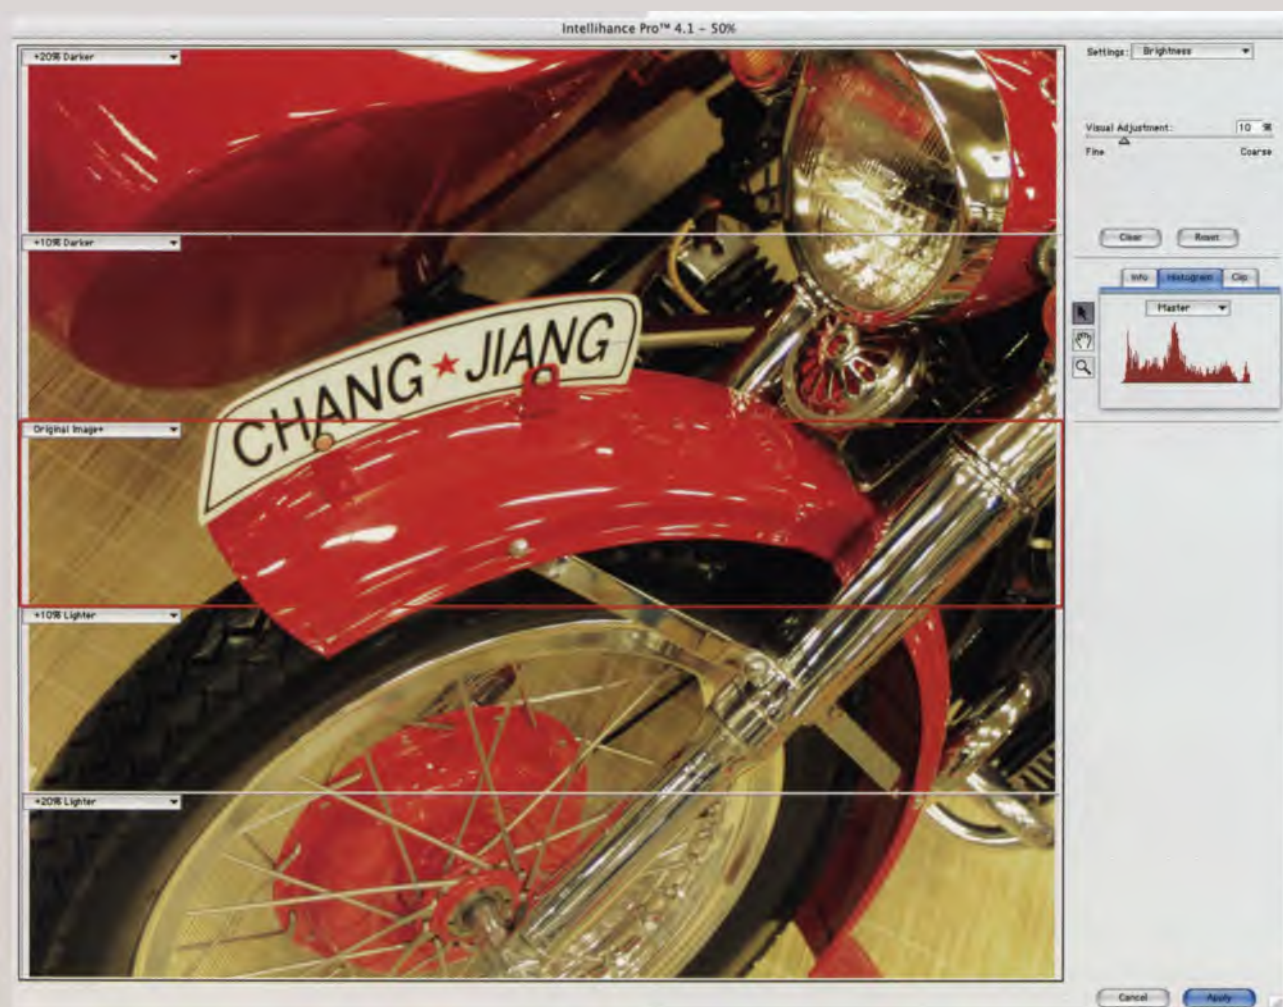 Intellihance Pro™ 4.1 – 50%
+20% Darker
Settings: Brightness
Visual Adjustment: 10 %
Fine Coarse
+10% Darker
Clear Reset
Info Histogram Clip
Master
CHANG★JIANG
Original Image+
+10% Lighter
+20% Lighter
Cancel Apply